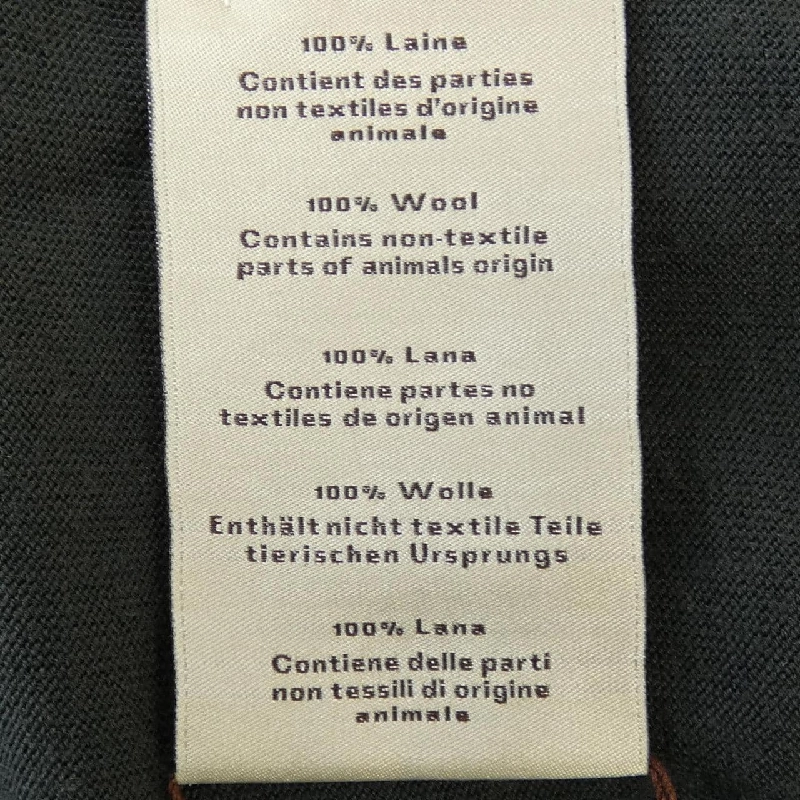 100% Laine
Contient des parties
non textiles d'origine
animale
100% Wool
Contains non-textile
parts of animals origin
100% Lana
Contiene partes no
textiles de origen animal
100% Wolle
Enthält nicht textile Teile
tierischen Ursprungs
100% Lana
Contiene delle parti
non tessili di origine
animale